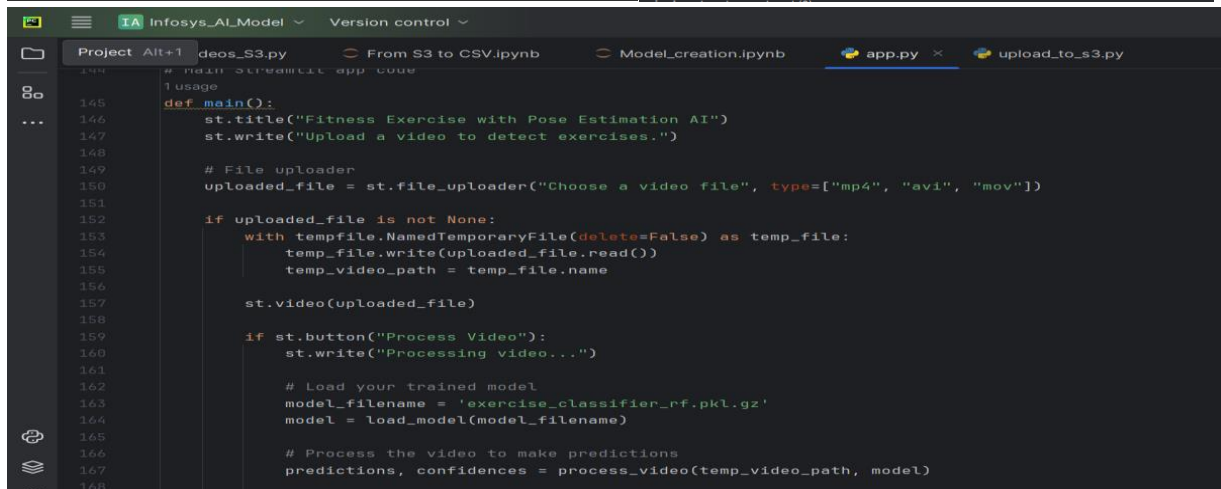 IA Infosys_AI_Model Version control
Project Alt+1 deos_S3.py From S3 to CSV.ipynb Model_creation.ipynb app.py × upload_to_s3.py
144 # Main Streamlit app code
1 usage
145 def main():
146 st.title("Fitness Exercise with Pose Estimation AI")
147 st.write("Upload a video to detect exercises.")
148
149 # File uploader
150 uploaded_file = st.file_uploader("Choose a video file", type=["mp4", "avi", "mov"])
151
152 if uploaded_file is not None:
153 with tempfile.NamedTemporaryFile(delete=False) as temp_file:
154 temp_file.write(uploaded_file.read())
155 temp_video_path = temp_file.name
156
157 st.video(uploaded_file)
158
159 if st.button("Process Video"):
160 st.write("Processing video...")
161
162 # Load your trained model
163 model_filename = 'exercise_classifier_rf.pkl.gz'
164 model = load_model(model_filename)
165
166 # Process the video to make predictions
167 predictions, confidences = process_video(temp_video_path, model)
168